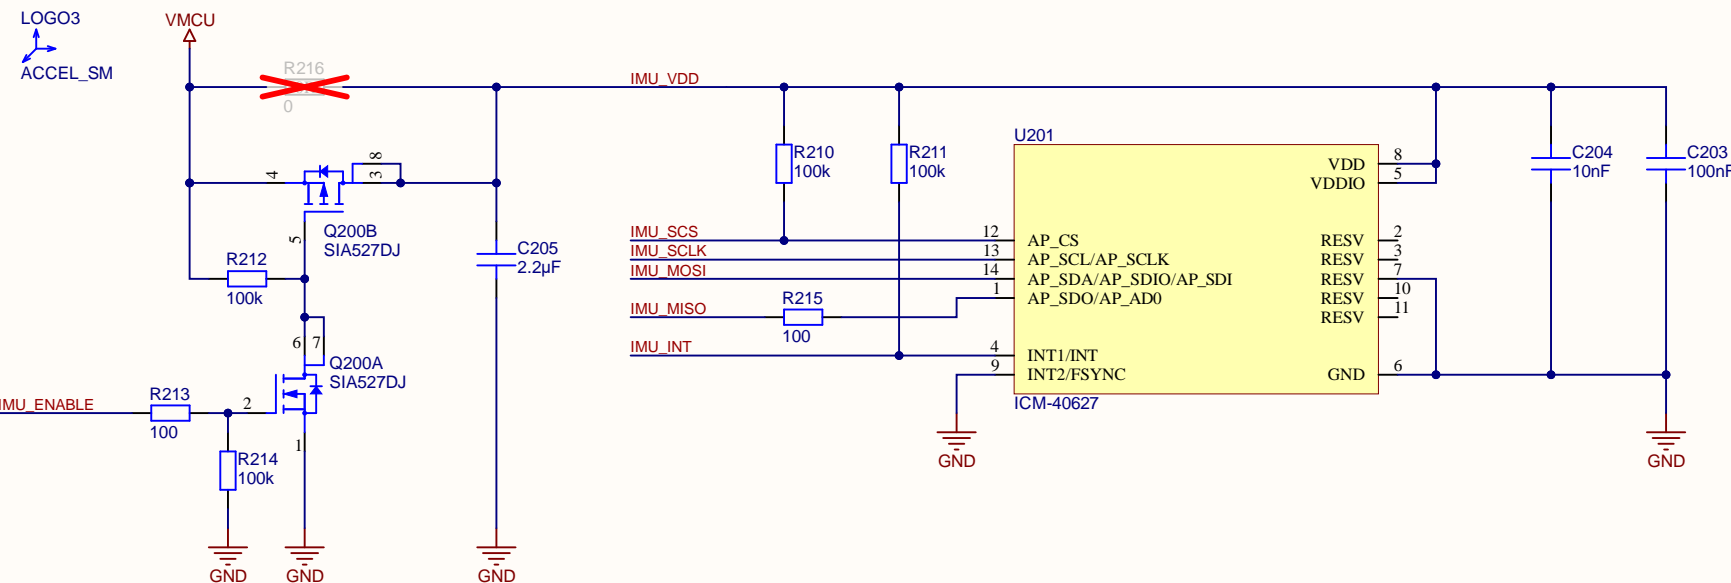 LOGO3
ACCEL_SM
VMCU
R216
0
IMU_VDD
4
8
3
5
Q200B
SIA527DJ
R212
100k
C205
2.2µF
6
7
Q200A
SIA527DJ
IMU_ENABLE
R213
100
2
1
R214
100k
GND
GND
GND
R210
100k
R211
100k
IMU_SCS
IMU_SCLK
IMU_MOSI
IMU_MISO
R215
100
IMU_INT
U201
12
AP_CS
13
AP_SCL/AP_SCLK
14
AP_SDA/AP_SDIO/AP_SDI
1
AP_SDO/AP_AD0
4
INT1/INT
9
INT2/FSYNC
VDD
8
VDDIO
5
RESV
2
RESV
3
RESV
7
RESV
10
RESV
11
GND
6
ICM-40627
GND
C204
10nF
C203
100nF
GND